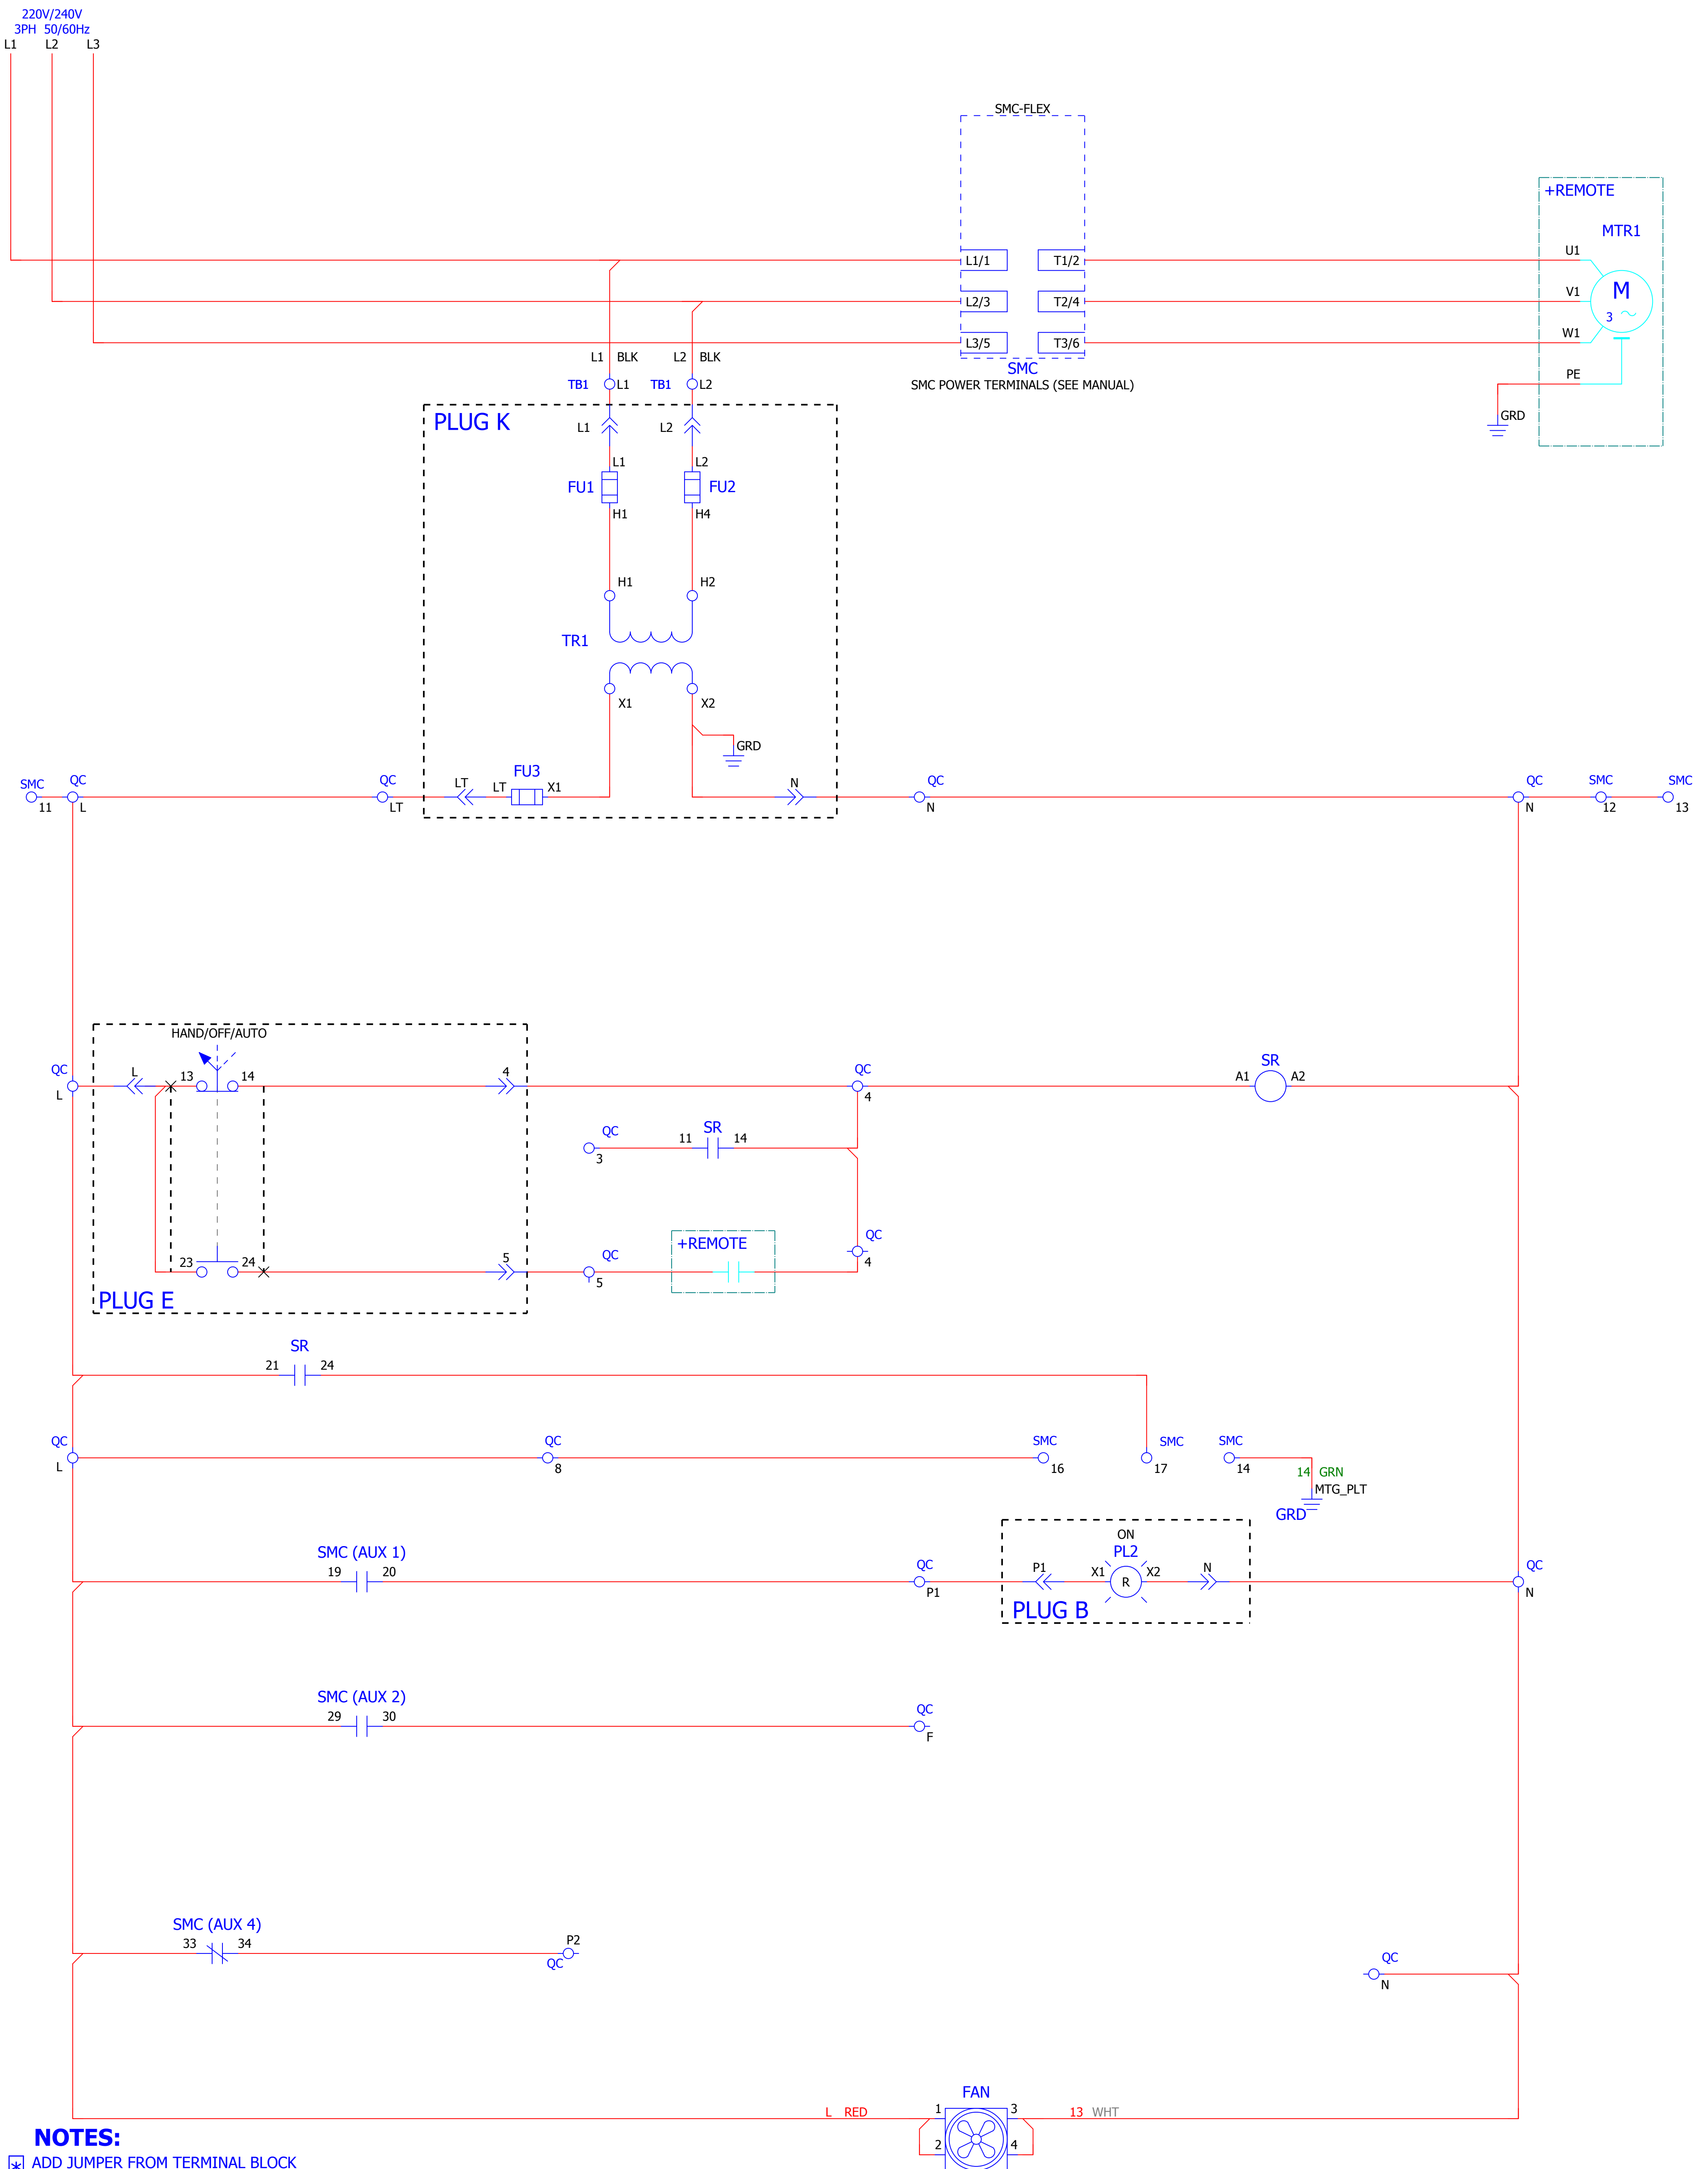 220V/240V
3PH 50/60Hz
L1 L2 L3
SMC-FLEX
+REMOTE
MTR1
U1
L1/1 T1/2
M
3
V1
L2/3 T2/4
W1
L3/5 T3/6
L1 BLK L2 BLK
SMC
PE
TB1 L1 TB1 L2
SMC POWER TERMINALS (SEE MANUAL)
GRD
PLUG K
L1 L2
L1 L2
FU1 FU2
H1 H4
H1 H2
TR1
X1 X2
GRD
FU3
SMC QC QC LT LT X1 N QC QC SMC SMC
11 L LT N N 12 13
HAND/OFF/AUTO
QC L 13 14 4 QC A1 SR A2
L 4
QC 11 SR 14
3
QC
+REMOTE
23 24 5 QC 4
5
PLUG E
SR
21 24
QC QC SMC SMC SMC
L 8 16 17 14
14 GRN
MTG_PLT
GRD
ON
SMC (AUX 1) PL2
19 20 QC P1 X1 R X2 N QC
P1 N
PLUG B
SMC (AUX 2)
29 30 QC
F
SMC (AUX 4)
33 34 P2
QC
QC
N
FAN
L RED 1 3 13 WHT
2 4
NOTES:
* ADD JUMPER FROM TERMINAL BLOCK